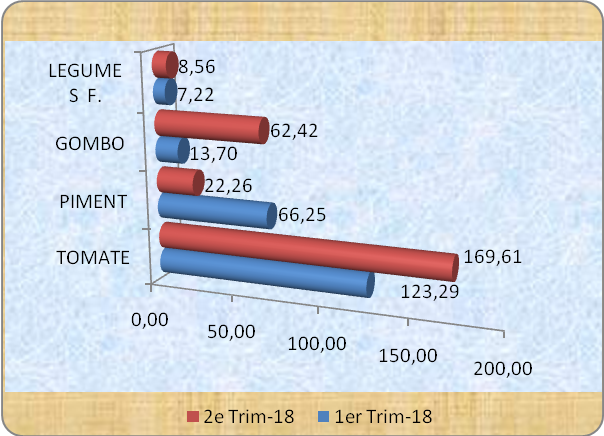 LEGUME
S F.
8,56
7,22
GOMBO
62,42
13,70
PIMENT
22,26
66,25
TOMATE
169,61
123,29
0,00
50,00
100,00
150,00
200,00
2e Trim-18
1er Trim-18